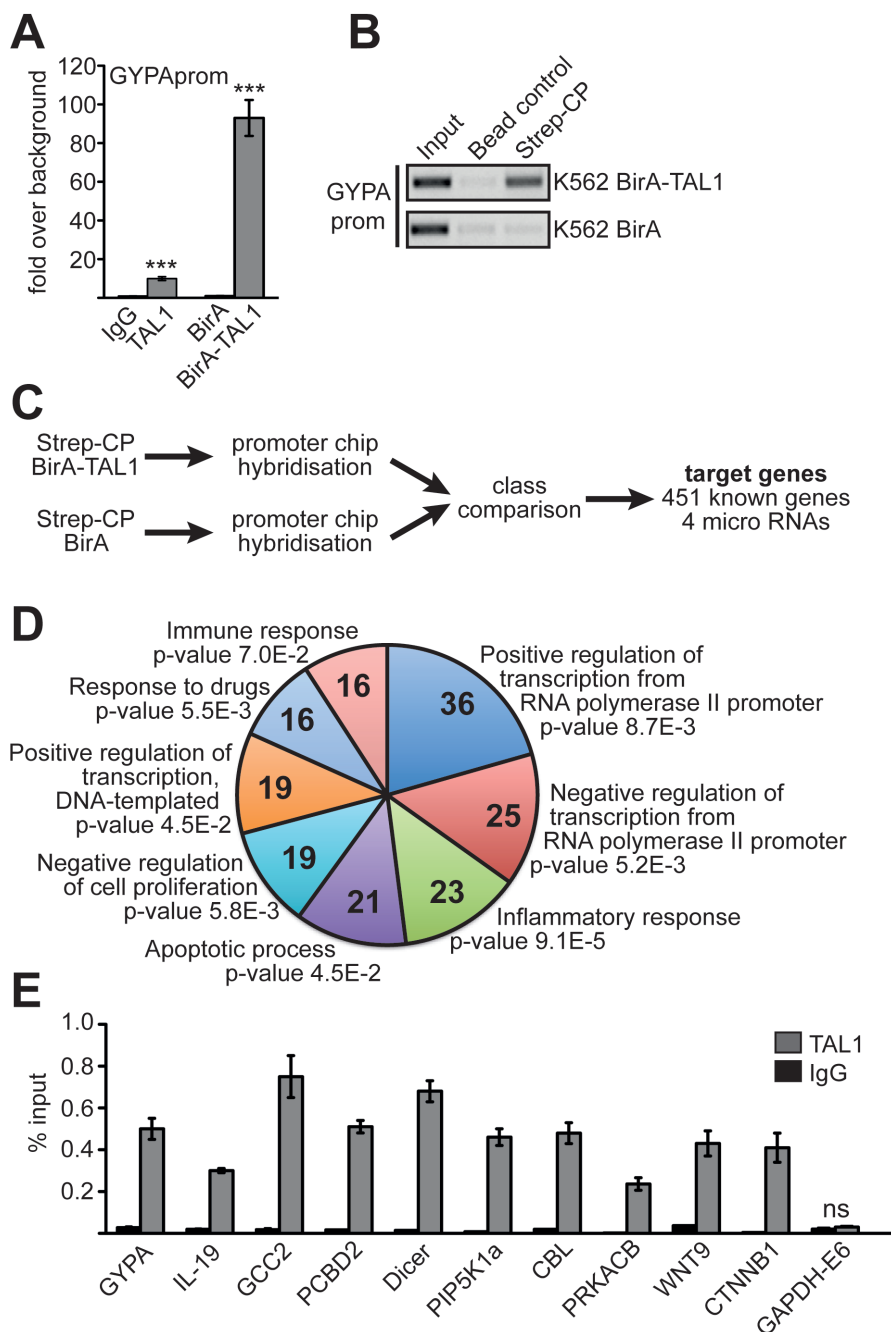 A
GYPAprom
***
***
fold over background
120
100
80
60
40
20
IgG
TAL1
BirA
BirA-TAL1
B
Input
Bead control
Strep-CP
GYPA
prom
K562 BirA-TAL1
K562 BirA
C
Strep-CP
BirA-TAL1
promoter chip
hybridisation
Strep-CP
BirA
promoter chip
hybridisation
class
comparison
target genes
451 known genes
4 micro RNAs
D
Immune response
p-value 7.0E-2
16
Response to drugs
p-value 5.5E-3
16
Positive regulation of
transcription,
DNA-templated
p-value 4.5E-2
19
Negative regulation
of cell proliferation
p-value 5.8E-3
19
Apoptotic process
p-value 4.5E-2
21
Inflammatory response
p-value 9.1E-5
23
Negative regulation of
transcription from
RNA polymerase II promoter
p-value 5.2E-3
25
Positive regulation of
transcription from
RNA polymerase II promoter
p-value 8.7E-3
36
E
% input
1.0
0.8
0.6
0.4
0.2
TAL1
IgG
ns
GYPA
IL-19
GCC2
PCBD2
Dicer
PIP5K1a
CBL
PRKACB
WNT9
CTNNB1
GAPDH-E6